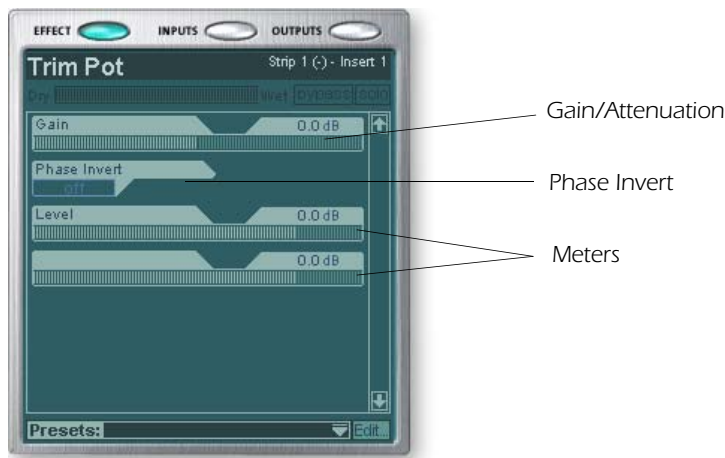 EFFECT INPUTS OUTPUTS
Trim Pot Strip 1 (-) - Insert 1
Dry Wet bypass solo
Gain 0.0 dB
Gain/Attenuation
Phase Invert
off
Phase Invert
Level 0.0 dB
Meters
0.0 dB
Presets: Edit...